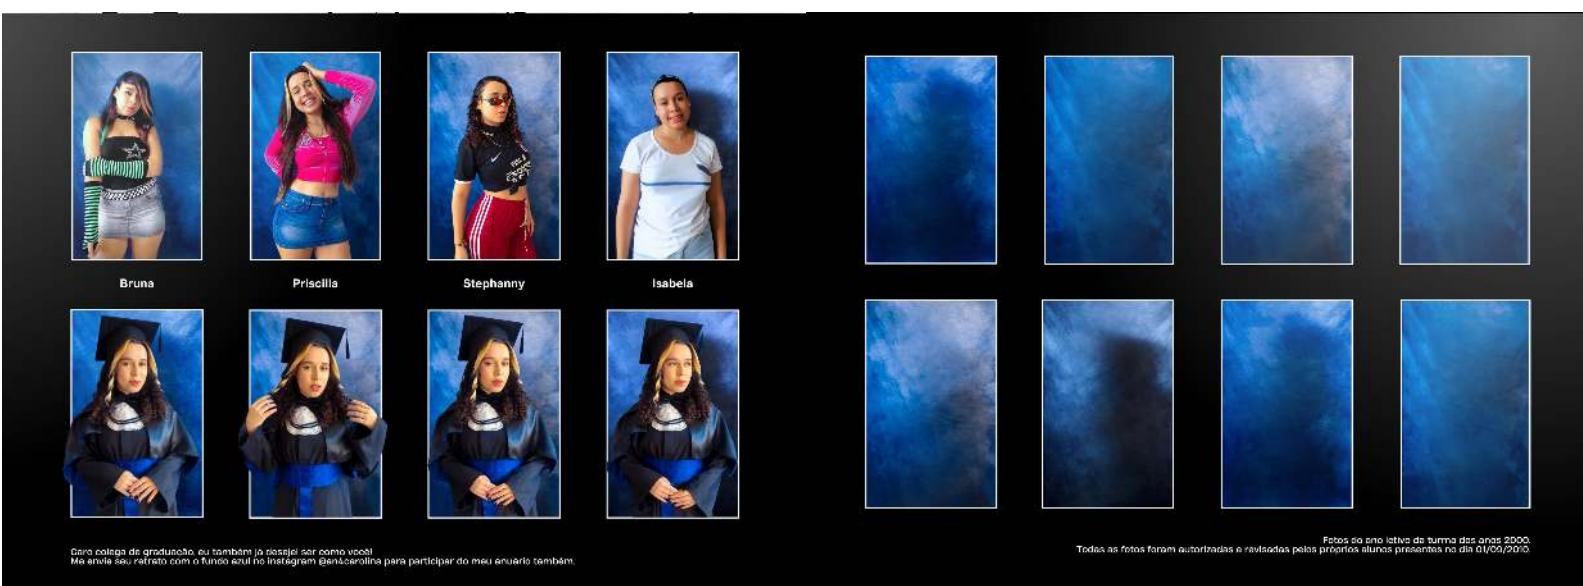 Bruna
Priscilla
Stephanny
Isabela
Caro colega de graduação, eu também já desejei ser como você!
Me envie seu retrato com o fundo azul no instagram @an4carolina para participar do meu anuário também.
Fotos do ano letivo da turma dos anos 2000.
Todas as fotos foram autorizadas e revisadas pelos próprios alunos presentes no dia 01/09/2010.